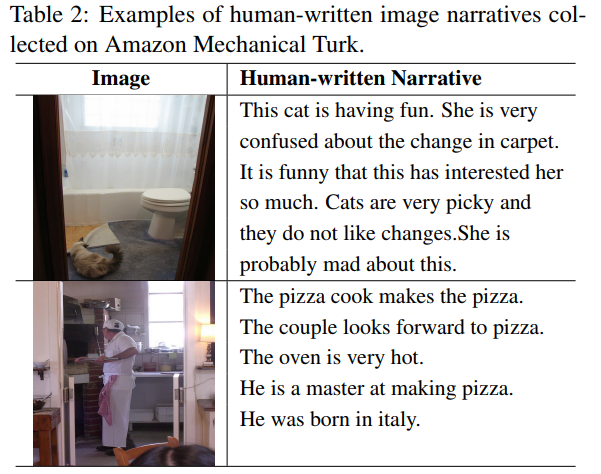 Table 2: Examples of human-written image narratives col-
lected on Amazon Mechanical Turk.
Image Human-written Narrative
This cat is having fun. She is very
confused about the change in carpet.
It is funny that this has interested her
so much. Cats are very picky and
they do not like changes.She is
probably mad about this.
The pizza cook makes the pizza.
The couple looks forward to pizza.
The oven is very hot.
He is a master at making pizza.
He was born in italy.